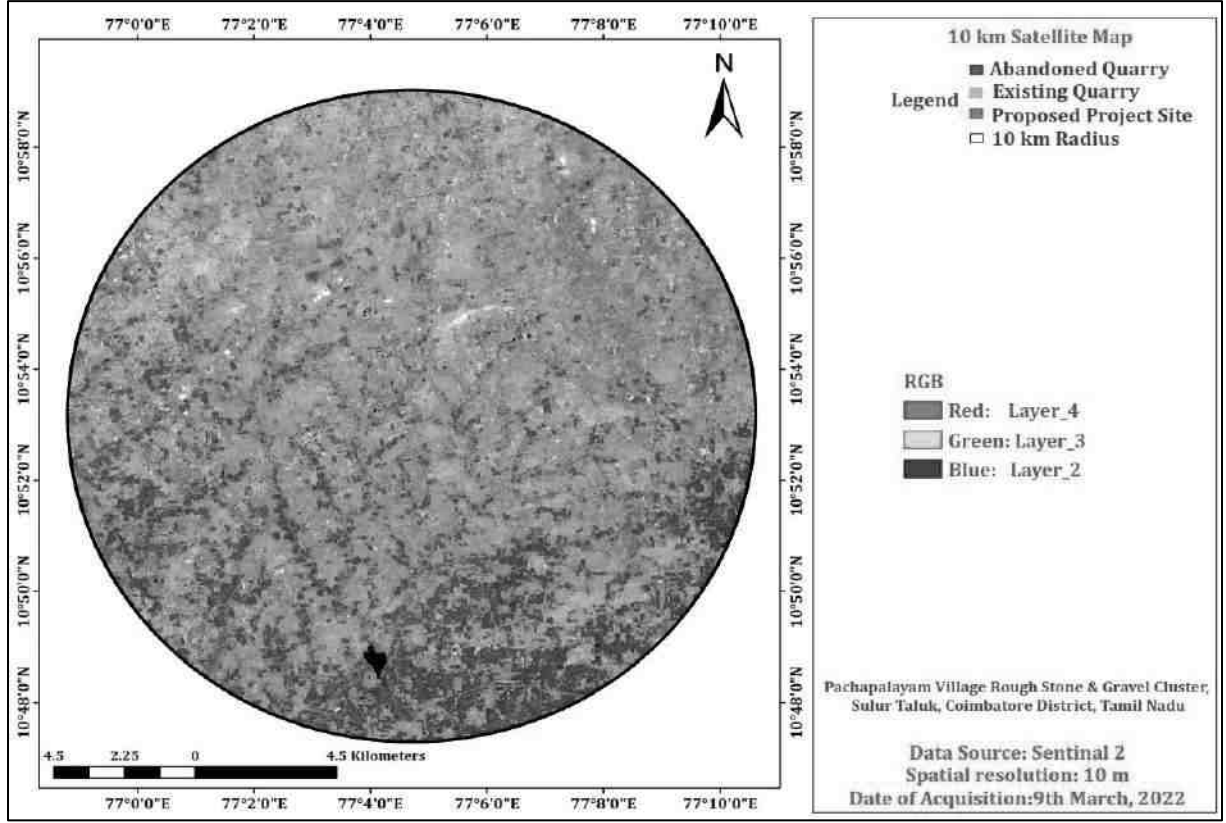 77°0'0"E 77°2'0"E 77°4'0"E 77°6'0"E 77°8'0"E 77°10'0"E
N
10°58'0"N 10°58'0"N
10°56'0"N 10°56'0"N
10°54'0"N 10°54'0"N
10°52'0"N 10°52'0"N
10°50'0"N 10°50'0"N
10°48'0"N 10°48'0"N
4.5 2.25 0 4.5 Kilometers
77°0'0"E 77°2'0"E 77°4'0"E 77°6'0"E 77°8'0"E 77°10'0"E
10 km Satellite Map
Legend
Abandoned Quarry
Existing Quarry
Proposed Project Site
10 km Radius
RGB
Red: Layer_4
Green: Layer_3
Blue: Layer_2
Pachapalayam Village Rough Stone & Gravel Cluster,
Sulur Taluk, Coimbatore District, Tamil Nadu
Data Source: Sentinal 2
Spatial resolution: 10 m
Date of Acquisition:9th March, 2022